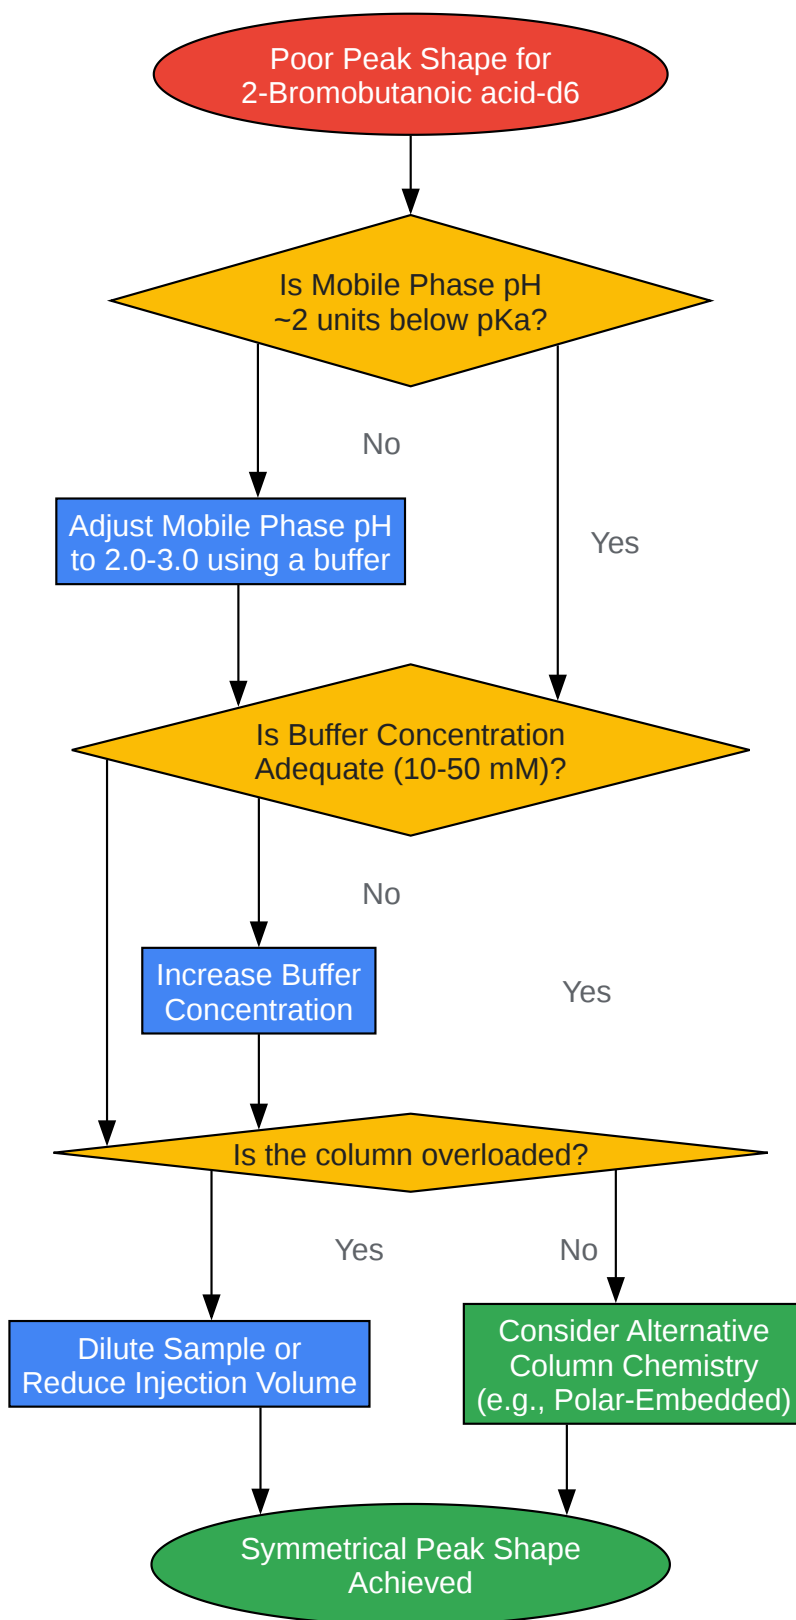 Poor Peak Shape for
2-Bromobutanoic acid-d6
Is Mobile Phase pH
~2 units below pKa?
No
Adjust Mobile Phase pH
to 2.0-3.0 using a buffer
Yes
Is Buffer Concentration
Adequate (10-50 mM)?
No
Increase Buffer
Concentration
Yes
Is the column overloaded?
Yes
No
Dilute Sample or
Reduce Injection Volume
Consider Alternative
Column Chemistry
(e.g., Polar-Embedded)
Symmetrical Peak Shape
Achieved